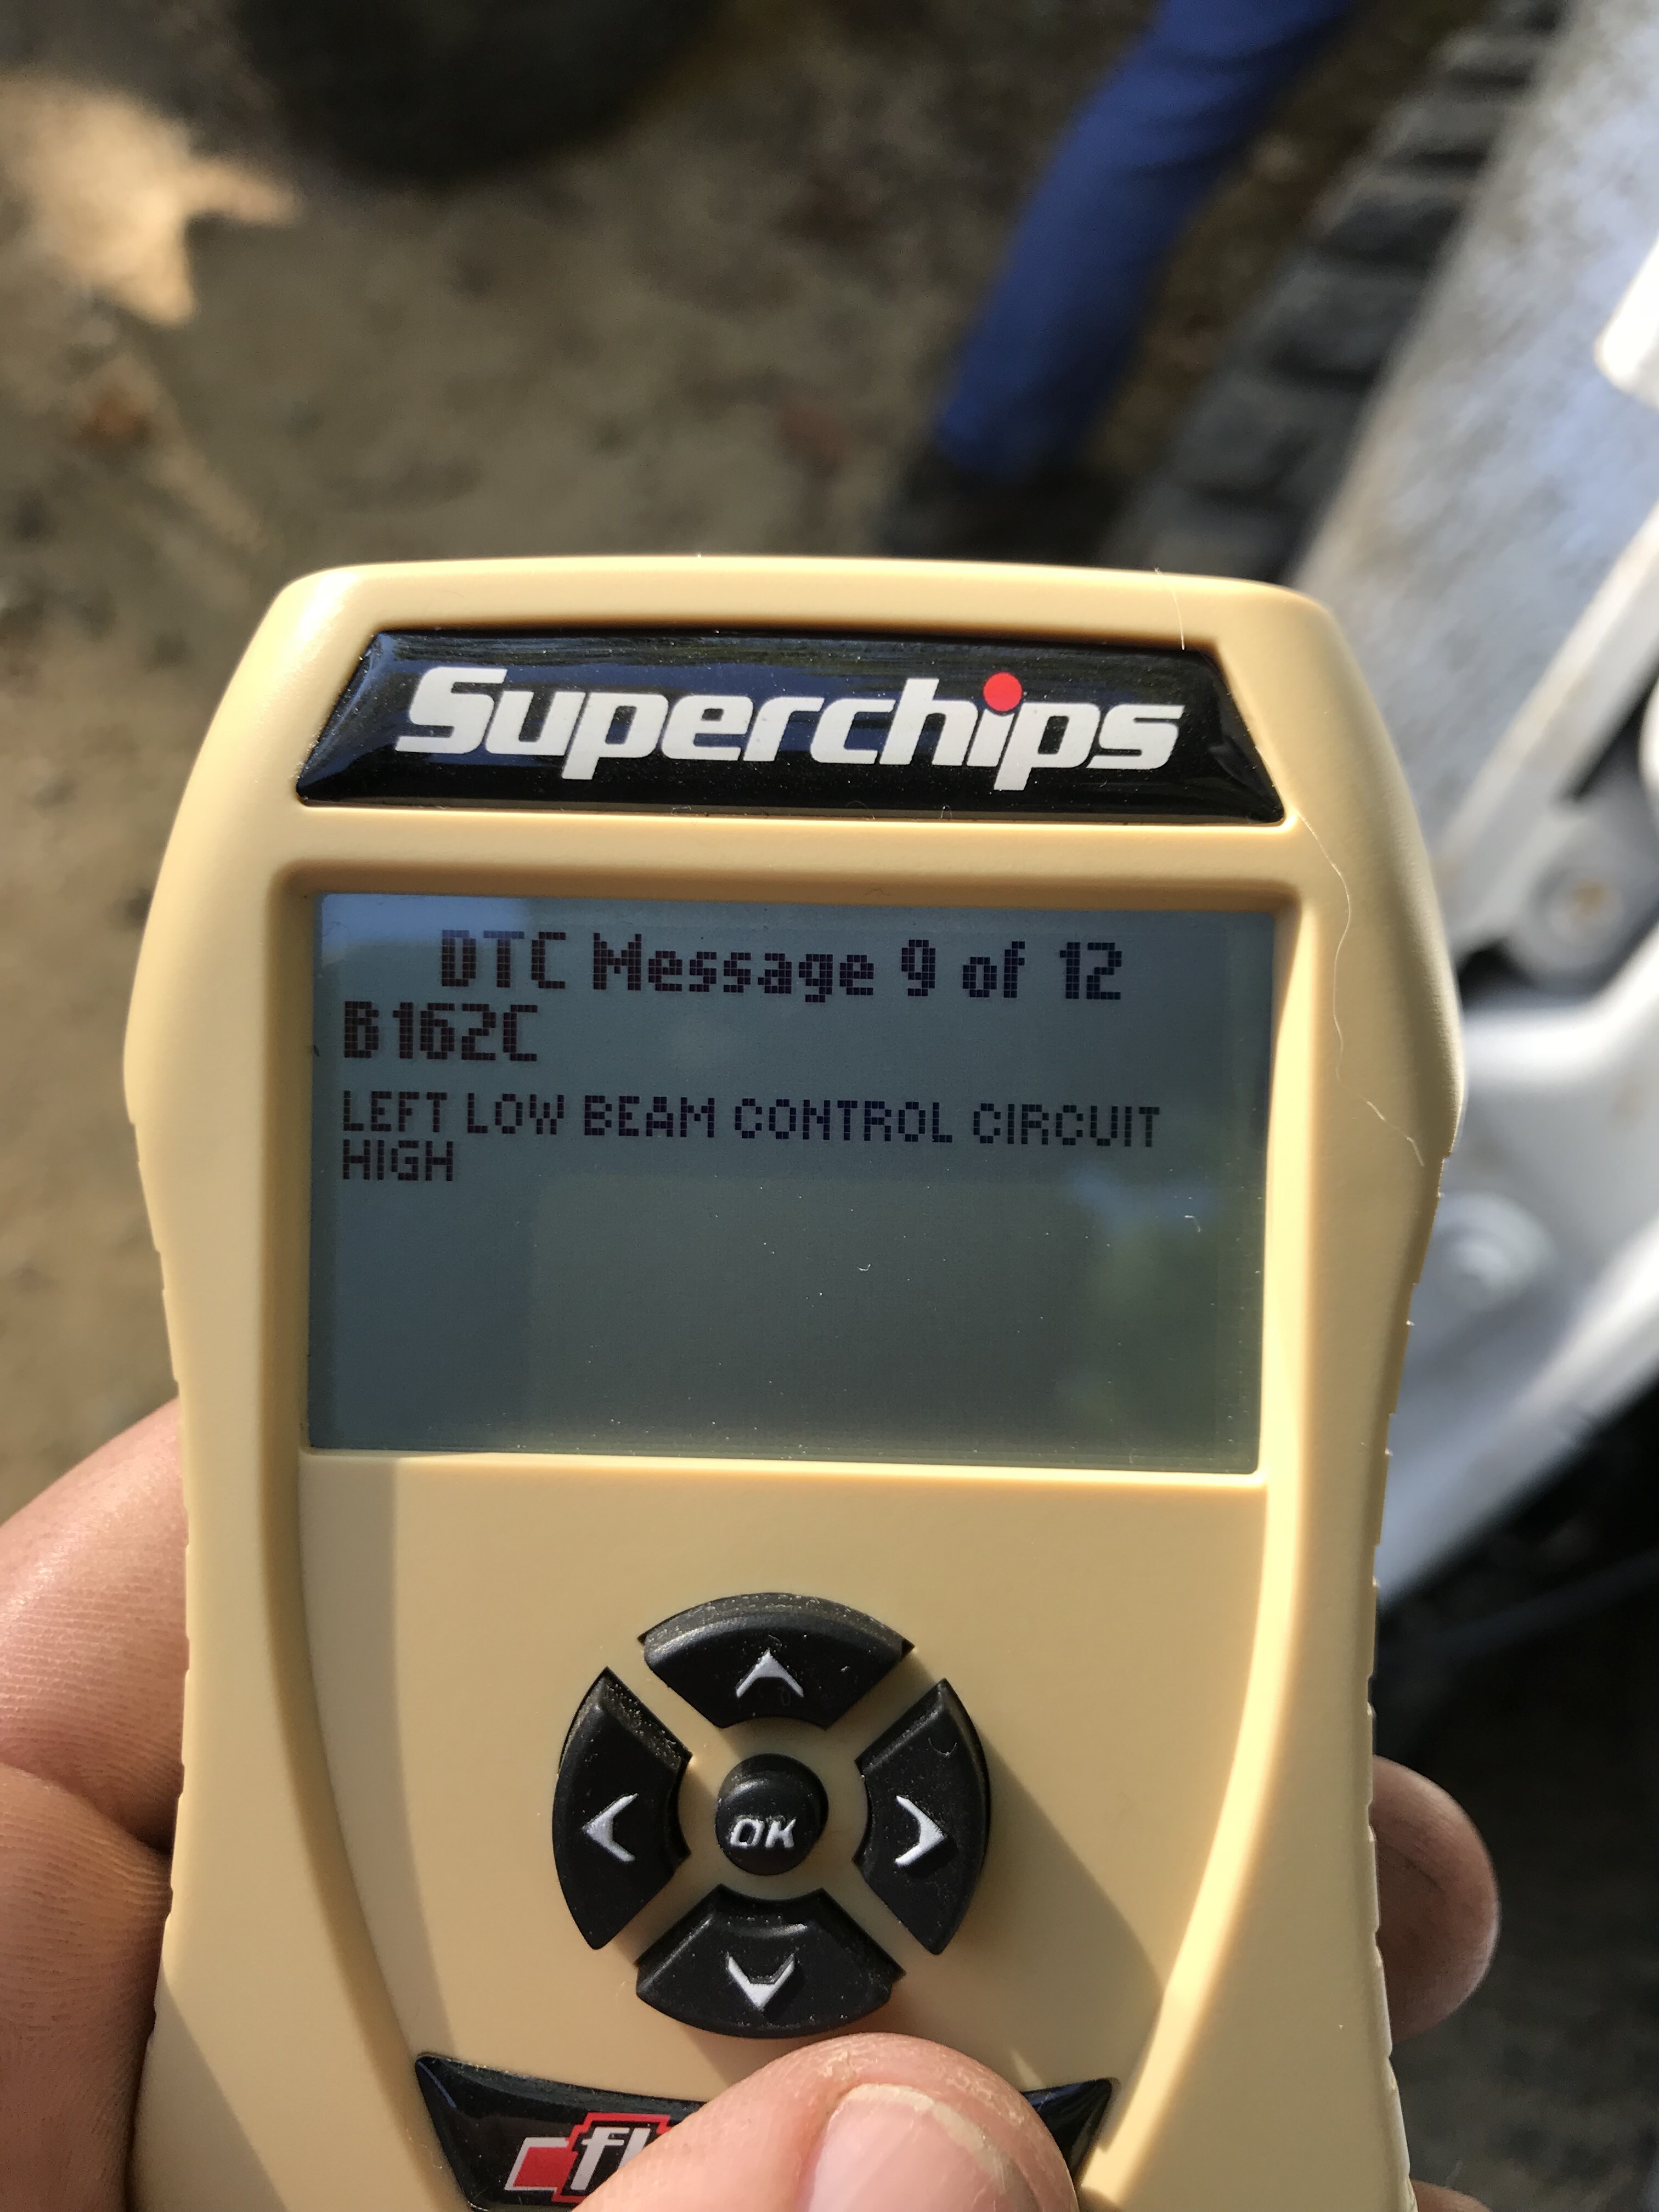 Superchips
DTC Message 9 of 12
B162C
LEFT LOW BEAM CONTROL CIRCUIT
HIGH
OK